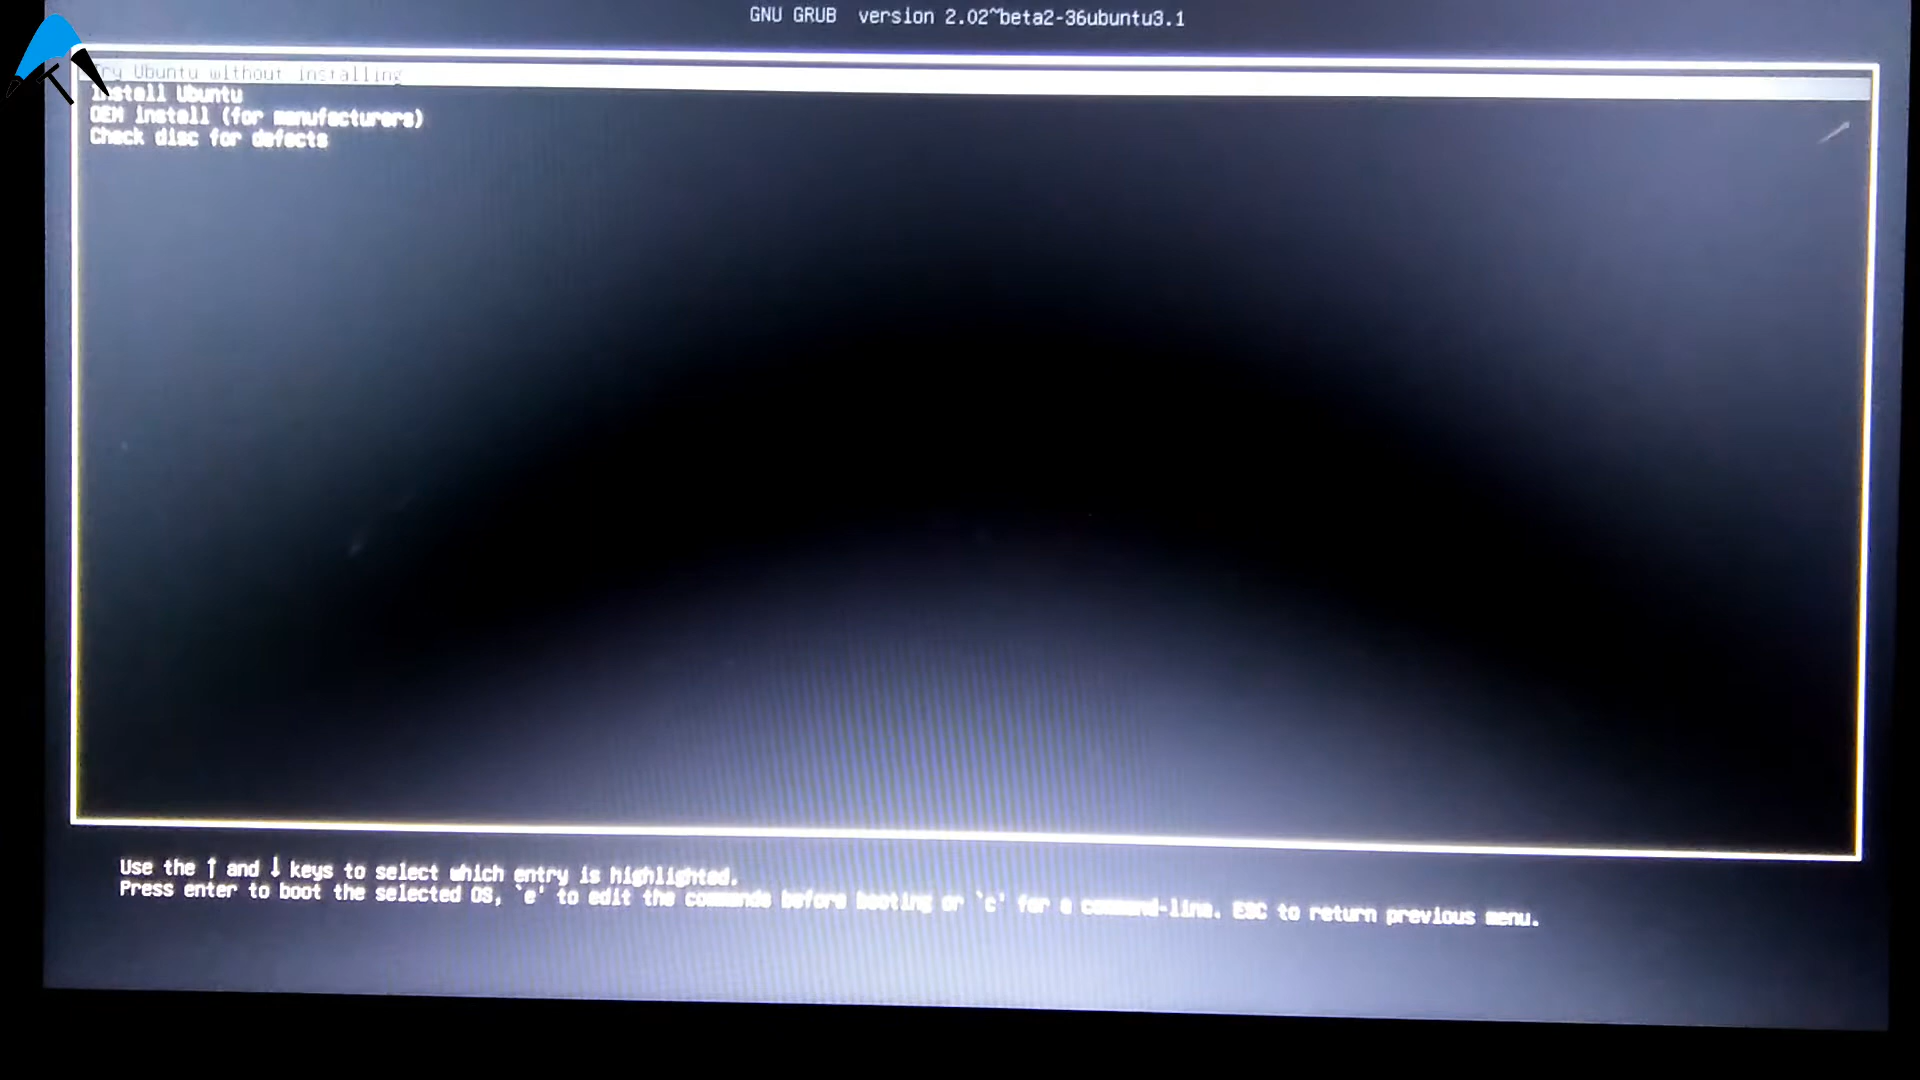 GNU GRUB  version 2.02~beta2-36ubuntu3.1
Try Ubuntu without installing
Install Ubuntu
OEM install (for manufacturers)
Check disc for defects
Use the ↑ and ↓ keys to select which entry is highlighted.
Press enter to boot the selected OS, `e' to edit the commands before booting or `c' for a command-line. ESC to return previous menu.